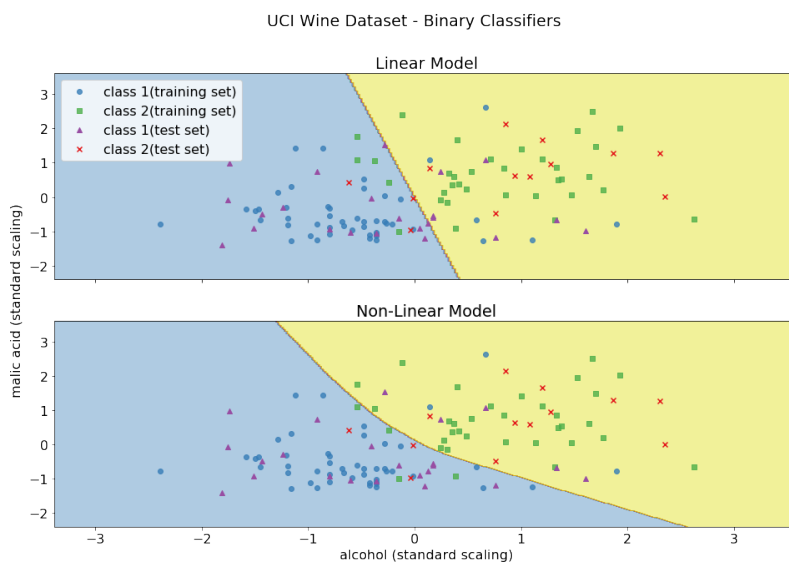 UCI Wine Dataset - Binary Classifiers
Linear Model
class 1(training set)
class 2(training set)
class 1(test set)
class 2(test set)
3
2
1
0
−1
−2
Non-Linear Model
3
2
1
0
−1
−2
−3
−2
−1
0
1
2
3
alcohol (standard scaling)
malic acid (standard scaling)